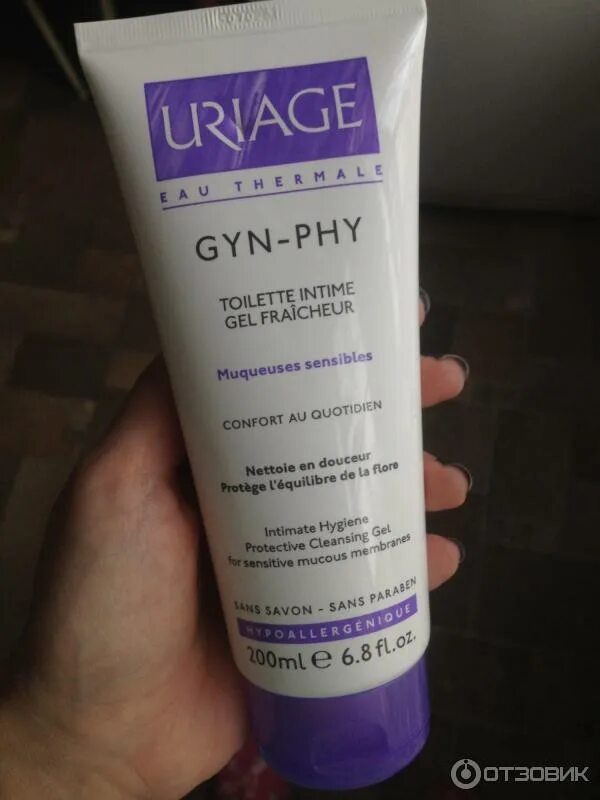 URIAGE
EAU THERMALE
GYN-PHY
TOILETTE INTIME
GEL FRAÎCHEUR
Muqueuses sensibles
CONFORT AU QUOTIDIEN
Nettoie en douceur
Protège l'équilibre de la flore
Intimate Hygiene
Protective Cleansing Gel
for sensitive mucous membranes
SANS SAVON - SANS PARABEN
HYPOALLERGÉNIQUE
200ml e 6.8 fl.oz.
ОТЗОВИК